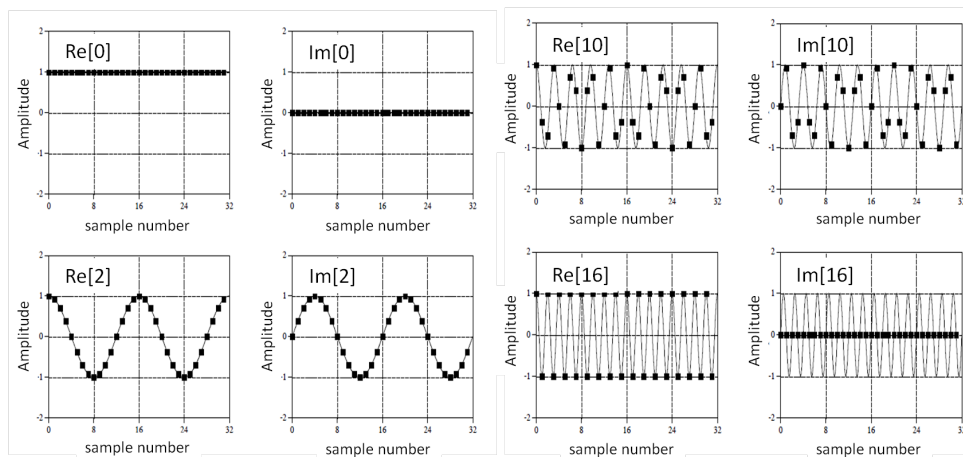 Re[0]
Amplitude
2
1
0
-1
-2
0 8 16 24 32
sample number
Im[0]
Amplitude
2
1
0
-1
-2
0 8 16 24 32
sample number
Re[10]
Amplitude
2
1
0
-1
-2
0 8 16 24 32
sample number
Im[10]
Amplitude
2
1
0
-1
-2
0 8 16 24 32
sample number
Re[2]
Amplitude
2
1
0
-1
-2
0 8 16 24 32
sample number
Im[2]
Amplitude
2
1
0
-1
-2
0 8 16 24 32
sample number
Re[16]
Amplitude
2
1
0
-1
-2
0 8 16 24 32
sample number
Im[16]
Amplitude
2
1
0
-1
-2
0 8 16 24 32
sample number